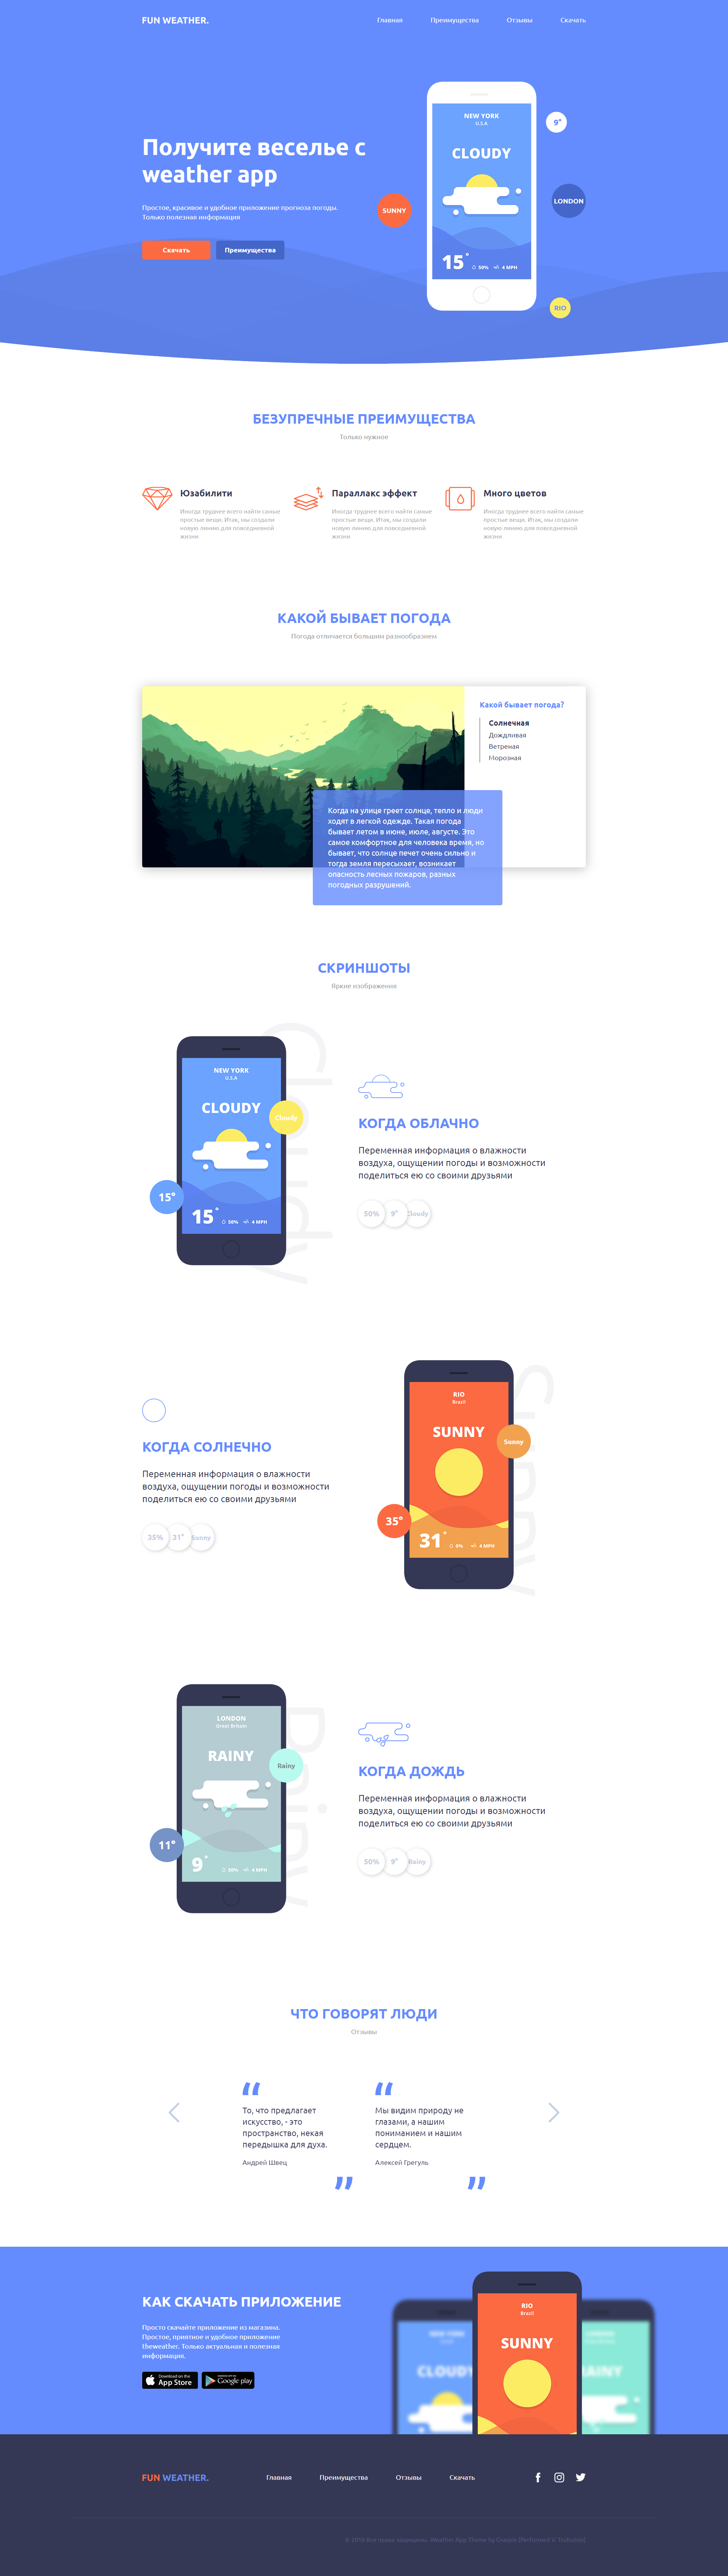 FUN WEATHER.
Главная
Преимущества
Отзывы
Скачать
Получите веселье с
weather app
Простое, красивое и удобное приложение прогноза погоды.
Только полезная информация
Скачать
Преимущества
NEW YORK
U.S.A
CLOUDY
15°
50%
4 MPH
9°
SUNNY
LONDON
RIO
БЕЗУПРЕЧНЫЕ ПРЕИМУЩЕСТВА
Только нужное
Юзабилити
Иногда труднее всего найти самые
простые вещи. Итак, мы создали
новую линию для повседневной
жизни
Параллакс эффект
Иногда труднее всего найти самые
простые вещи. Итак, мы создали
новую линию для повседневной
жизни
Много цветов
Иногда труднее всего найти самые
простые вещи. Итак, мы создали
новую линию для повседневной
жизни
КАКОЙ БЫВАЕТ ПОГОДА
Погода отличается большим разнообразием
Какой бывает погода?
Солнечная
Дождливая
Ветреная
Морозная
Когда на улице греет солнце, тепло и люди
ходят в легкой одежде. Такая погода
бывает летом в июне, июле, августе. Это
самое комфортное для человека время, но
бывает, что солнце печет очень сильно и
тогда земля пересыхает, возникает
опасность лесных пожаров, разных
погодных разрушений.
СКРИНШОТЫ
Яркие изображения
Cloudy
NEW YORK
U.S.A
CLOUDY
Cloudy
15°
15°
50%
4 MPH
КОГДА ОБЛАЧНО
Переменная информация о влажности
воздуха, ощущении погоды и возможности
поделиться ею со своими друзьями
50%
9°
Cloudy
КОГДА СОЛНЕЧНО
Переменная информация о влажности
воздуха, ощущении погоды и возможности
поделиться ею со своими друзьями
35%
31°
Sunny
Sunny
RIO
Brazil
SUNNY
Sunny
35°
31°
0%
4 MPH
Rainy
LONDON
Great Britain
RAINY
Rainy
11°
9°
80%
4 MPH
КОГДА ДОЖДЬ
Переменная информация о влажности
воздуха, ощущении погоды и возможности
поделиться ею со своими друзьями
50%
9°
Rainy
ЧТО ГОВОРЯТ ЛЮДИ
Отзывы
“
То, что предлагает
искусство, - это
пространство, некая
передышка для духа.
Андрей Швец
”
“
Мы видим природу не
глазами, а нашим
пониманием и нашим
сердцем.
Алексей Грегуль
”
КАК СКАЧАТЬ ПРИЛОЖЕНИЕ
Просто скачайте приложение из магазина.
Простое, приятное и удобное приложение
theweather. Только актуальная и полезная
информация.
Download on the
App Store
Google play
CLOUDY
RIO
Brazil
SUNNY
RAINY
FUN WEATHER.
Главная
Преимущества
Отзывы
Скачать